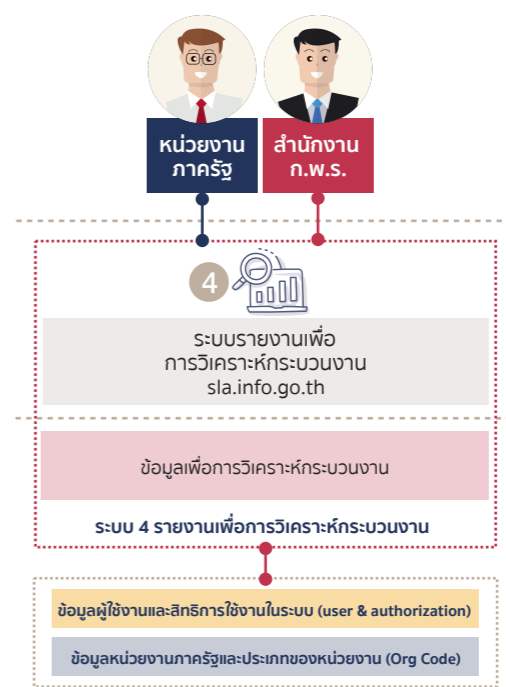 หน่วยงาน
ภาครัฐ
สำนักงาน
ก.พ.ร.
4
ระบบรายงานเพื่อ
การวิเคราะห์กระบวนงาน
sla.info.go.th
ข้อมูลเพื่อการวิเคราะห์กระบวนงาน
ระบบ 4 รายงานเพื่อการวิเคราะห์กระบวนงาน
ข้อมูลผู้ใช้งานและสิทธิการใช้งานในระบบ (user & authorization)
ข้อมูลหน่วยงานภาครัฐและประเภทของหน่วยงาน (Org Code)